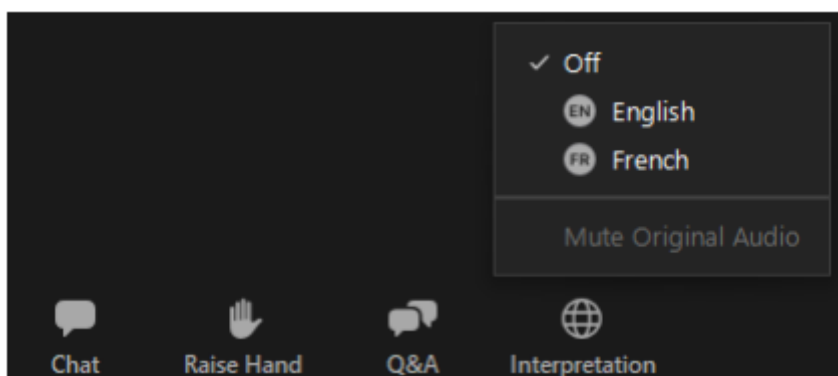 Off
EN English
FR French
Mute Original Audio
Chat Raise Hand Q&A Interpretation